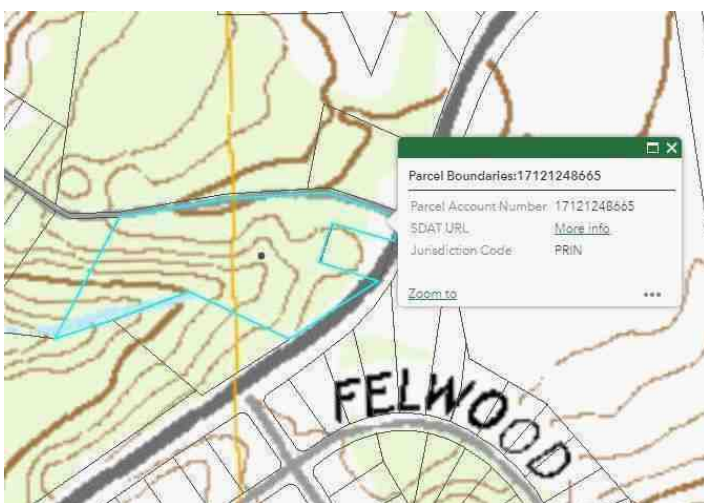 Parcel Boundaries:17121248665
Parcel Account Number 17121248665
SDAT URL More info
Jurisdiction Code PRIN
Zoom to
FELWOOD